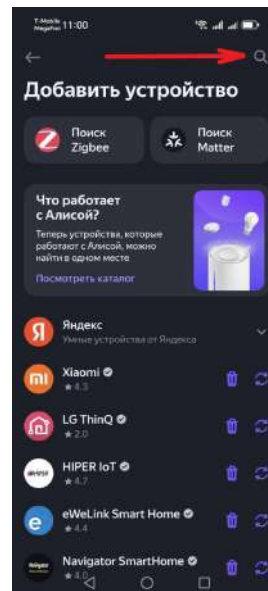 T-Mobile
MegaFon 11:00
Добавить устройство
Поиск
Zigbee
Поиск
Matter
Что работает
с Алисой?
Теперь устройства, которые
работают с Алисой, можно
найти в одном месте
Посмотреть каталог
Яндекс
Умные устройства от Яндекса
Xiaomi
★ 4.3
LG ThinQ
★ 2.0
HIPER IoT
★ 4.7
eWeLink Smart Home
★ 4.4
Navigator SmartHome
★ 4.0